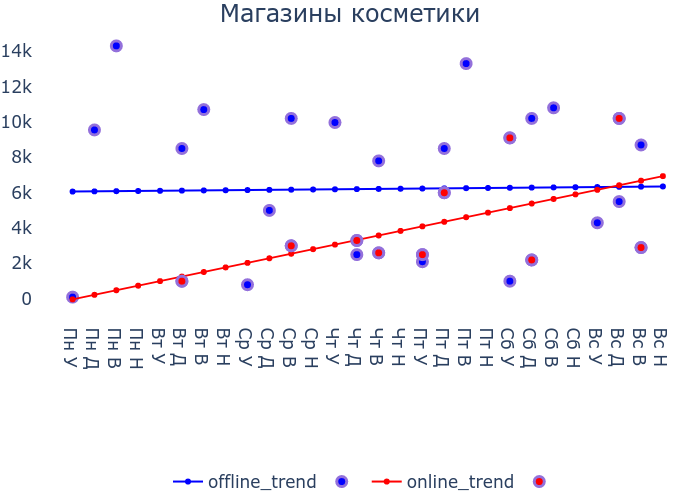 Магазины косметики
14k
12k
10k
8k
6k
4k
2k
0
Пн У
Пн Д
Пн В
Пн Н
Вт У
Вт Д
Вт В
Вт Н
Ср У
Ср Д
Ср В
Ср Н
Чт У
Чт Д
Чт В
Чт Н
Пт У
Пт Д
Пт В
Пт Н
Сб У
Сб Д
Сб В
Сб Н
Вс У
Вс Д
Вс В
Вс Н
offline_trend
online_trend